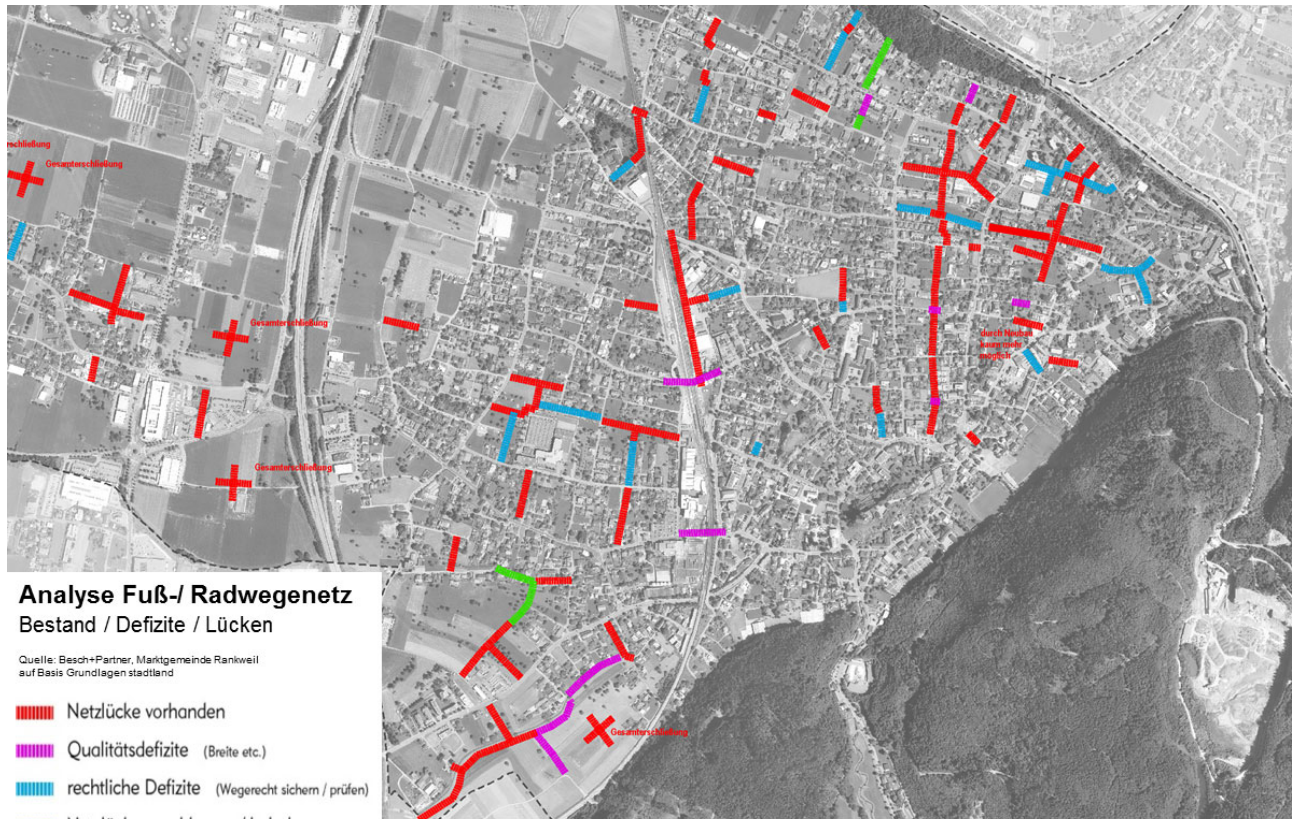 Gesamterschließung
Gesamterschließung
Gesamterschließung
durch Neubau
kaum mehr
möglich
Gesamterschließung
Gesamterschließung
Analyse Fuß-/ Radwegenetz
Bestand / Defizite / Lücken
Quelle: Besch+Partner, Marktgemeinde Rankweil
auf Basis Grundlagen stadtland
Netzlücke vorhanden
Qualitätsdefizite (Breite etc.)
rechtliche Defizite (Wegerecht sichern / prüfen)